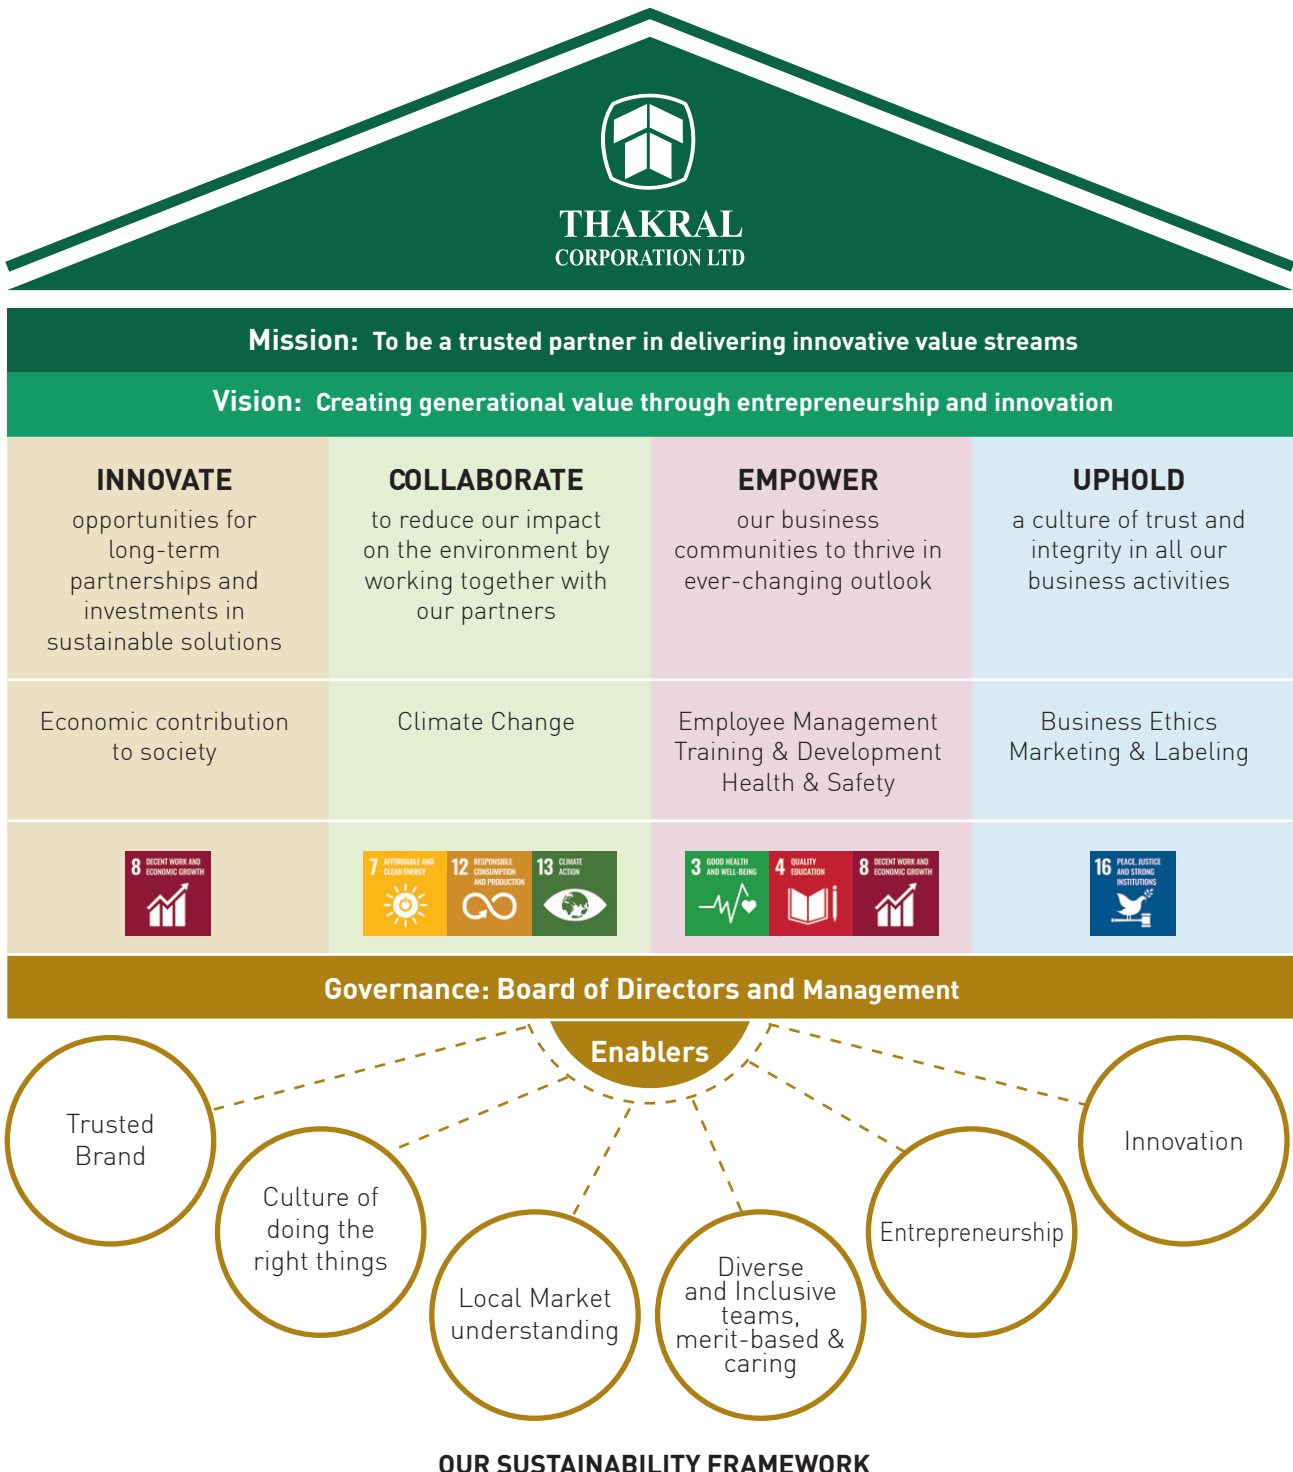 THAKRAL
CORPORATION LTD
Mission: To be a trusted partner in delivering innovative value streams
Vision: Creating generational value through entrepreneurship and innovation
INNOVATE
opportunities for
long-term
partnerships and
investments in
sustainable solutions
COLLABORATE
to reduce our impact
on the environment by
working together with
our partners
EMPOWER
our business
communities to thrive in
ever-changing outlook
UPHOLD
a culture of trust and
integrity in all our
business activities
Economic contribution
to society
Climate Change
Employee Management
Training & Development
Health & Safety
Business Ethics
Marketing & Labeling
8 DECENT WORK AND
ECONOMIC GROWTH
7 AFFORDABLE AND
CLEAN ENERGY
12 RESPONSIBLE
CONSUMPTION
AND PRODUCTION
13 CLIMATE
ACTION
3 GOOD HEALTH
AND WELL-BEING
4 QUALITY
EDUCATION
8 DECENT WORK AND
ECONOMIC GROWTH
16 PEACE, JUSTICE
AND STRONG
INSTITUTIONS
Governance: Board of Directors and Management
Enablers
Trusted
Brand
Culture of
doing the
right things
Local Market
understanding
Diverse
and Inclusive
teams,
merit-based &
caring
Entrepreneurship
Innovation
OUR SUSTAINABILITY FRAMEWORK